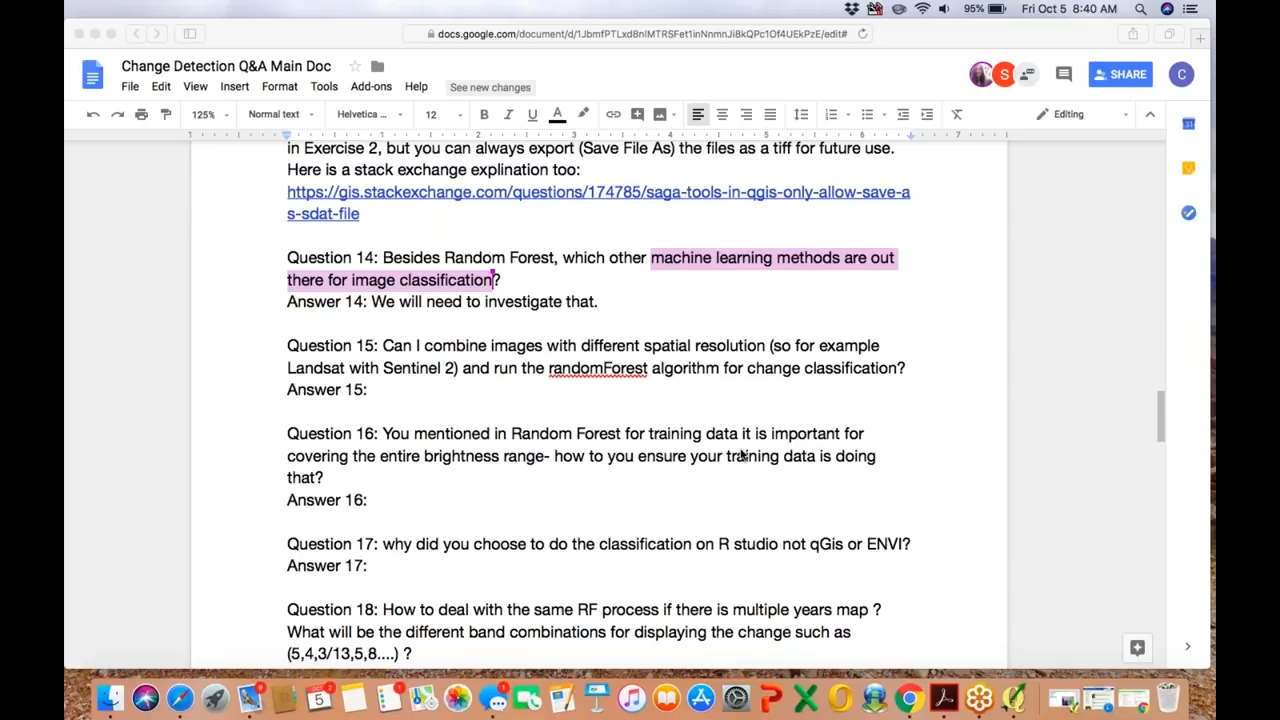 95% Fri Oct 5 8:40 AM
docs.google.com/document/d/1JbmfPTLxd8nIMTRSFet1inNnmnJi8kQPc1Of4UEkPzE/edit#
Change Detection Q&A Main Doc
SHARE
C
S
File Edit View Insert Format Tools Add-ons Help See new changes
125% Normal text Helvetica ... 12 B I U A Editing
1 2 3 4 5 6 7
in Exercise 2, but you can always export (Save File As) the files as a tiff for future use.
Here is a stack exchange explination too:
https://gis.stackexchange.com/questions/174785/saga-tools-in-qgis-only-allow-save-a
s-sdat-file
Question 14: Besides Random Forest, which other machine learning methods are out
there for image classification?
Answer 14: We will need to investigate that.
Question 15: Can I combine images with different spatial resolution (so for example
Landsat with Sentinel 2) and run the randomForest algorithm for change classification?
Answer 15:
Question 16: You mentioned in Random Forest for training data it is important for
covering the entire brightness range- how to you ensure your training data is doing
that?
Answer 16:
Question 17: why did you choose to do the classification on R studio not qGis or ENVI?
Answer 17:
Question 18: How to deal with the same RF process if there is multiple years map ?
What will be the different band combinations for displaying the change such as
(5,4,3/13,5,8....) ?